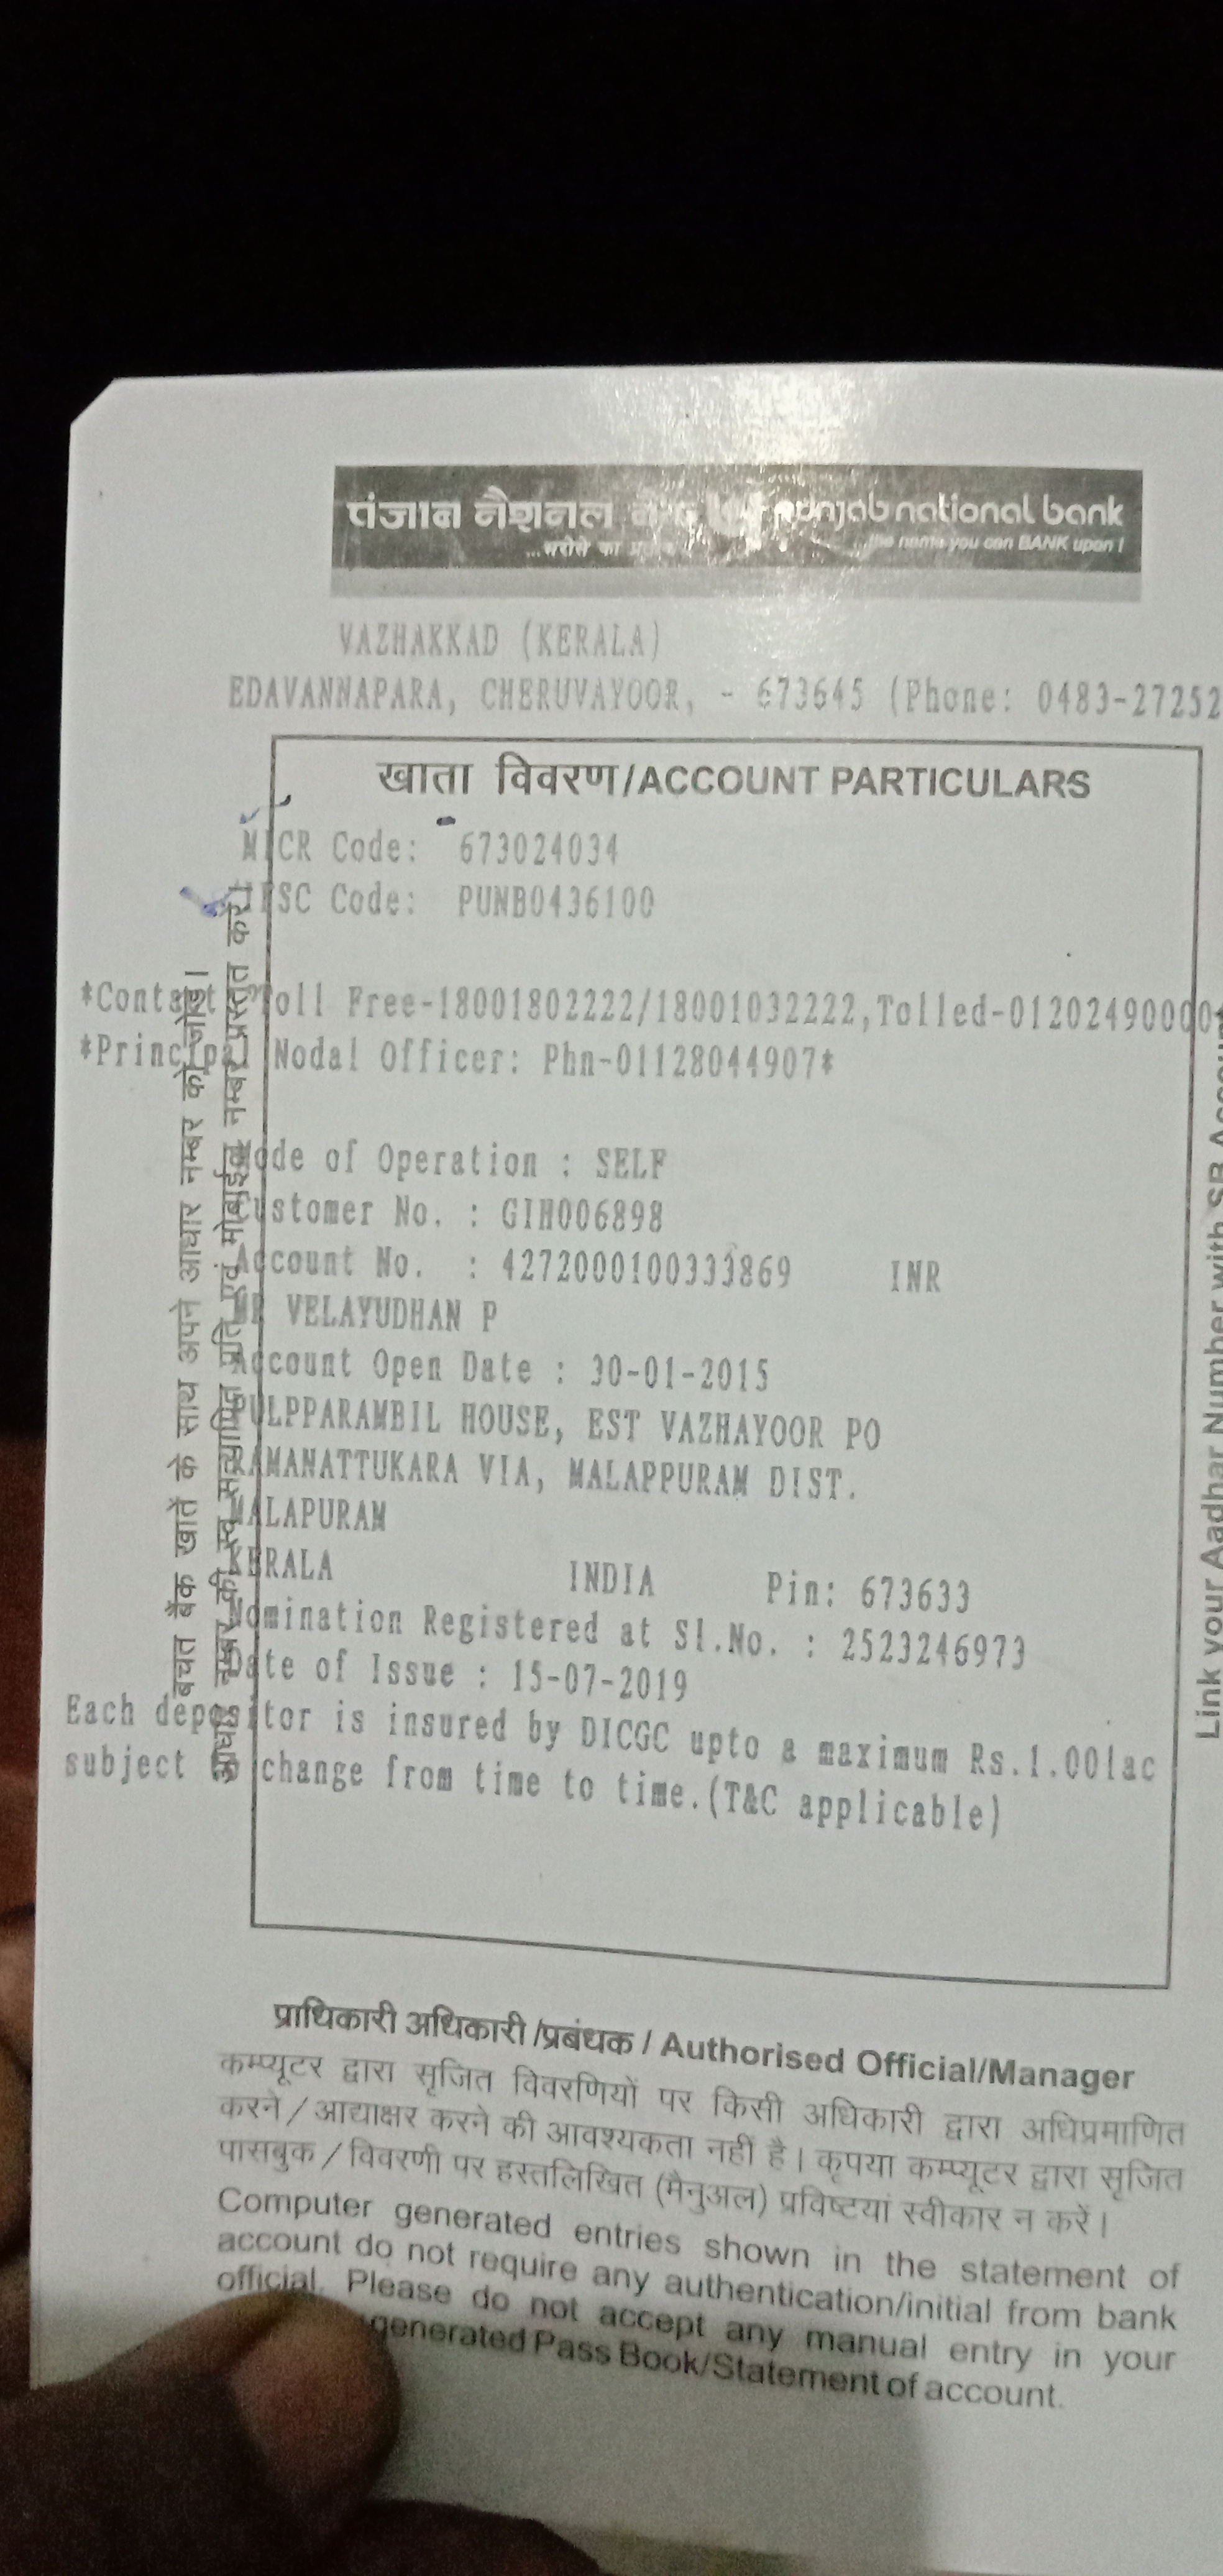 पंजाब नैशनल punjab national bank
...भरोसे का ...the name you can BANK upon !
VAZHAKKAD (KERALA)
EDAVANNAPARA, CHERUVAYOOR, - 673645 (Phone: 0483-27252
खाता विवरण/ACCOUNT PARTICULARS
MICR Code: 673024034
IFSC Code: PUNB0436100
*Contact Toll Free-18001802222/18001032222,Tolled-01202490000*
*Principal Nodal Officer: Phn-01128044907*
Mode of Operation : SELF
Customer No. : GIH006898
Account No. : 4272000100333869 INR
MR VELAYUDHAN P
Account Open Date : 30-01-2015
PULPPARAMBIL HOUSE, EST VAZHAYOOR PO
RAMANATTUKARA VIA, MALAPPURAM DIST.
MALAPURAM
KERALA INDIA Pin: 673633
Nomination Registered at Sl.No. : 2523246973
Date of Issue : 15-07-2019
Each depositor is insured by DICGC upto a maximum Rs.1.00lac
subject to change from time to time.(T&C applicable)
बचत बैंक खाते के साथ अपने आधार नम्बर को जोड़ें।
आधार नम्बर की स्व सत्यापित प्रति एवं मोबाईल नम्बर प्रस्तुत करें।
Link your Aadhar Number with SB Account
प्राधिकारी अधिकारी /प्रबंधक / Authorised Official/Manager
कम्प्यूटर द्वारा सृजित विवरणियों पर किसी अधिकारी द्वारा अधिप्रमाणित
करने / आद्याक्षर करने की आवश्यकता नहीं है। कृपया कम्प्यूटर द्वारा सृजित
पासबुक / विवरणी पर हस्तलिखित (मैनुअल) प्रविष्टयां स्वीकार न करें।
Computer generated entries shown in the statement of
account do not require any authentication/initial from bank
official. Please do not accept any manual entry in your
generated Pass Book/Statement of account.